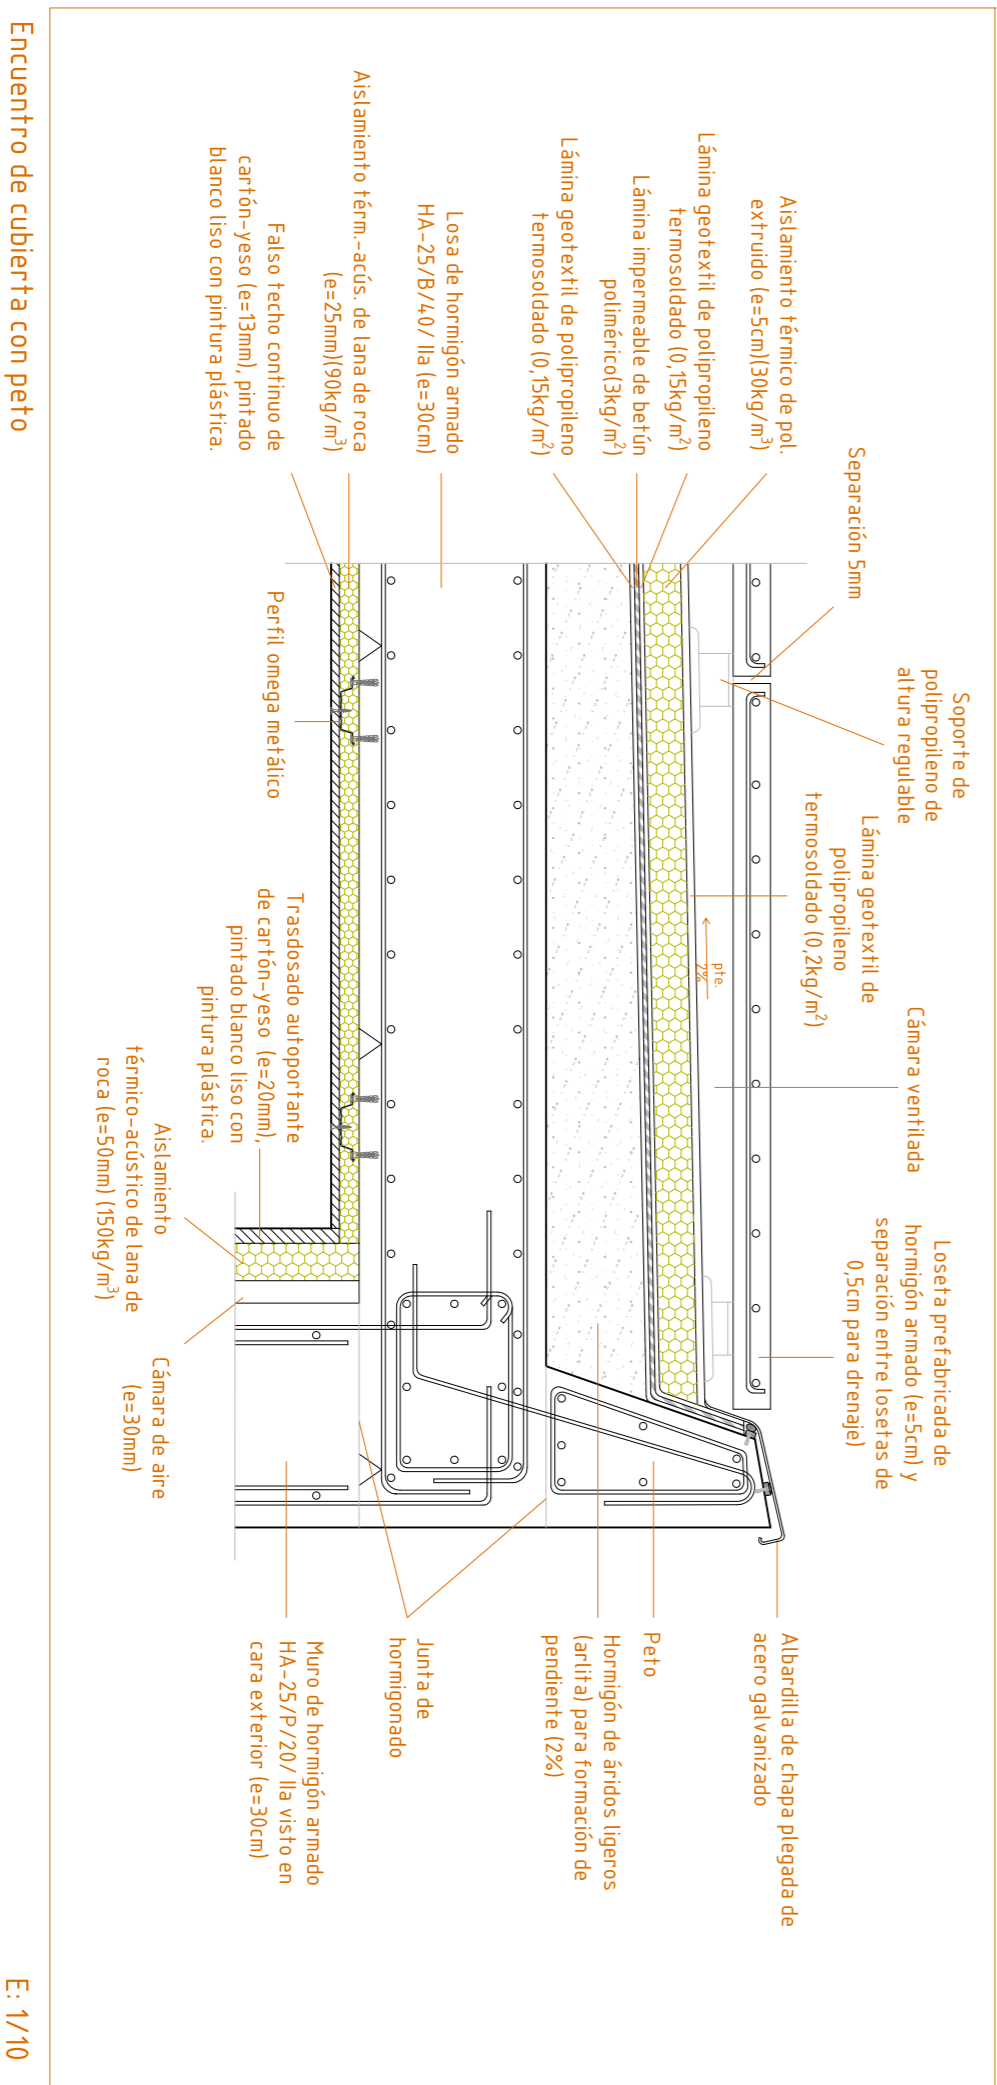 Soporte de
polipropileno de
altura regulable
Separación 5mm
Aislamiento térmico de pol.
extruido (e=5cm)(30kg/m³)
Lámina geotextil de polipropileno
termosoldado (0,15kg/m²)
Lámina impermeable de betún
polimérico(3kg/m²)
Lámina geotextil de polipropileno
termosoldado (0,15kg/m²)
Losa de hormigón armado
HA-25/B/40/ IIa (e=30cm)
Aislamiento térm.-acús. de lana de roca
(e=25mm)(90kg/m³)
Falso techo continuo de
cartón-yeso (e=13mm), pintado
blanco liso con pintura plástica.
Perfil omega metálico
Lámina geotextil de
polipropileno
termosoldado (0,2kg/m²)
pte.
2%
Cámara ventilada
Loseta prefabricada de
hormigón armado (e=5cm) y
separación entre losetas de
0,5cm para drenaje)
Trasdosado autoportante
de cartón-yeso (e=20mm),
pintado blanco liso con
pintura plástica.
Aislamiento
térmico-acústico de lana de
roca (e=50mm) (150kg/m³)
Cámara de aire
(e=30mm)
Albardilla de chapa plegada de
acero galvanizado
Peto
Hormigón de áridos ligeros
(arlita) para formación de
pendiente (2%)
Junta de
hormigonado
Muro de hormigón armado
HA-25/P/20/ IIa visto en
cara exterior (e=30cm)
Encuentro de cubierta con peto
E: 1/10